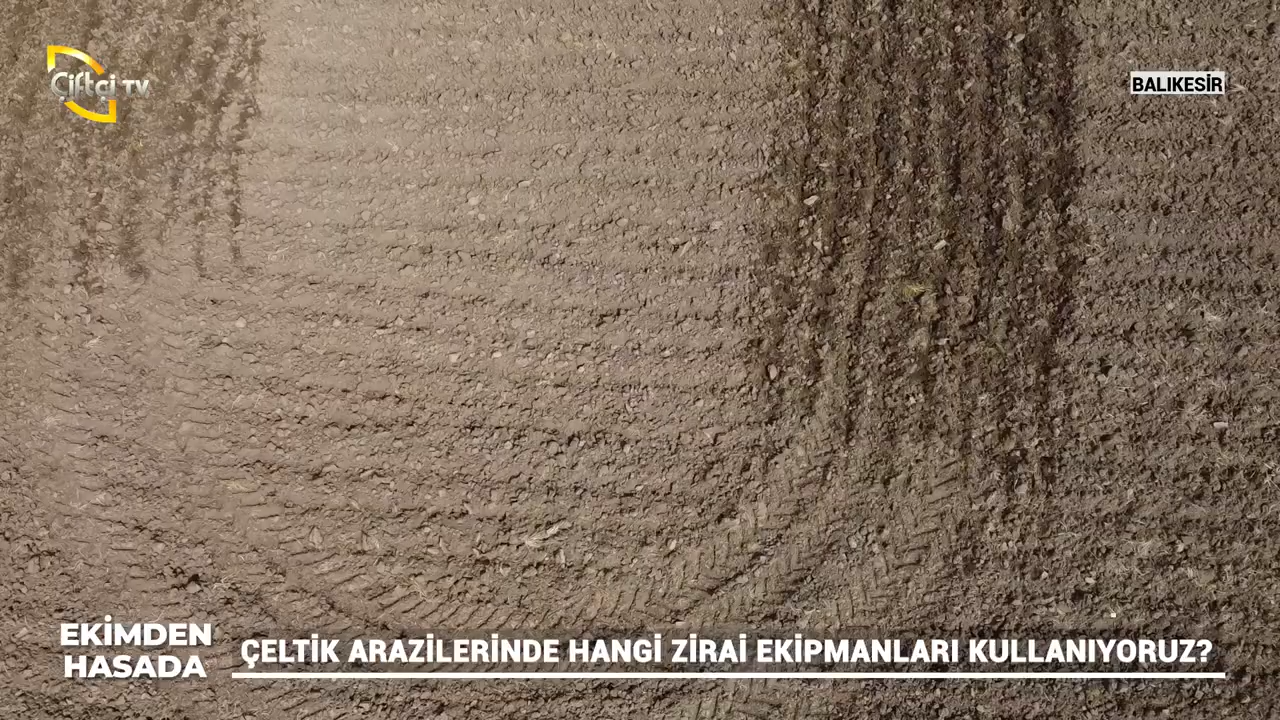 Çiftçi TV
BALIKESİR
EKİMDEN
HASADA
ÇELTİK ARAZİLERİNDE HANGİ ZİRAİ EKİPMANLARI KULLANIYORUZ?